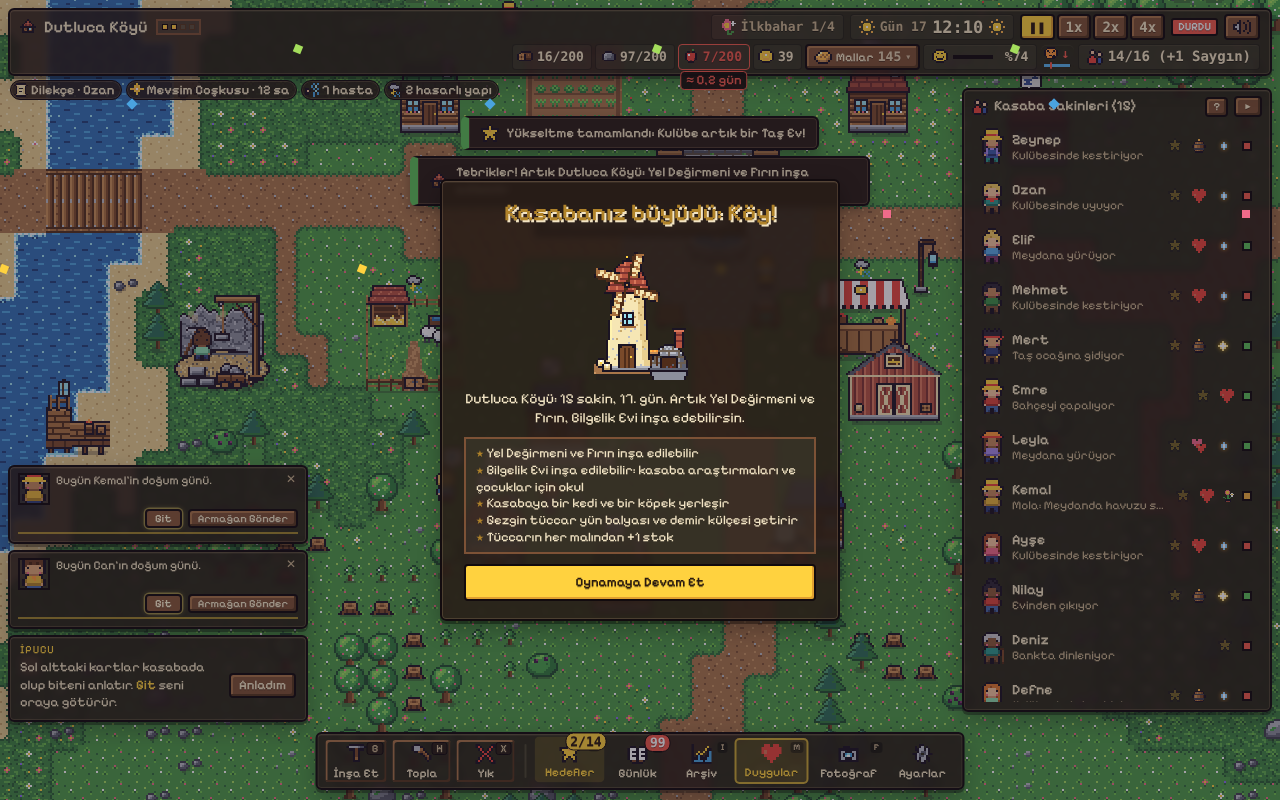 Dutluca Köyü
İlkbahar 1/4
Gün 17 12:10
1x
2x
4x
DURDU
16/200
97/200
7/200
39
Mallar 145
%74
14/16 (+1 Saygın)
≈0.8 gün
Dilekçe · Ozan
Mevsim Coşkusu · 18 sa
7 hasta
2 hasarlı yapı
Yükseltme tamamlandı: Kulübe artık bir Taş Ev!
Tebrikler! Artık Dutluca Köyü: Yel Değirmeni ve Fırın inşa
Kasabanız büyüdü: Köy!
Dutluca Köyü: 18 sakin, 17. gün. Artık Yel Değirmeni ve
Fırın, Bilgelik Evi inşa edebilirsin.
★ Yel Değirmeni ve Fırın inşa edilebilir
★ Bilgelik Evi inşa edilebilir: kasaba araştırmaları ve
çocuklar için okul
★ Kasabaya bir kedi ve bir köpek yerleşir
★ Gezgin tüccar yün balyası ve demir külçesi getirir
★ Tüccarın her malından +1 stok
Oynamaya Devam Et
Kasaba Sakinleri (18)
?
Zeynep
Kulübesinde kestiriyor
Ozan
Kulübesinde uyuyor
Elif
Meydana yürüyor
Mehmet
Kulübesinde kestiriyor
Mert
Taş ocağına gidiyor
Emre
Bahçeyi çapalıyor
Leyla
Meydana yürüyor
Kemal
Mola: Meydanda havuzu s...
Ayşe
Kulübesinde kestiriyor
Nilay
Evinden çıkıyor
Deniz
Bankta dinleniyor
Defne
Bugün Kemal'in doğum günü.
Git
Armağan Gönder
Bugün Can'ın doğum günü.
Git
Armağan Gönder
İPUCU
Sol alttaki kartlar kasabada
olup biteni anlatır. Git seni
oraya götürür.
Anladım
İnşa Et B
Topla H
Yık X
Hedefler 2/14
Günlük 99
Arşiv I
Duygular M
Fotoğraf F
Ayarlar